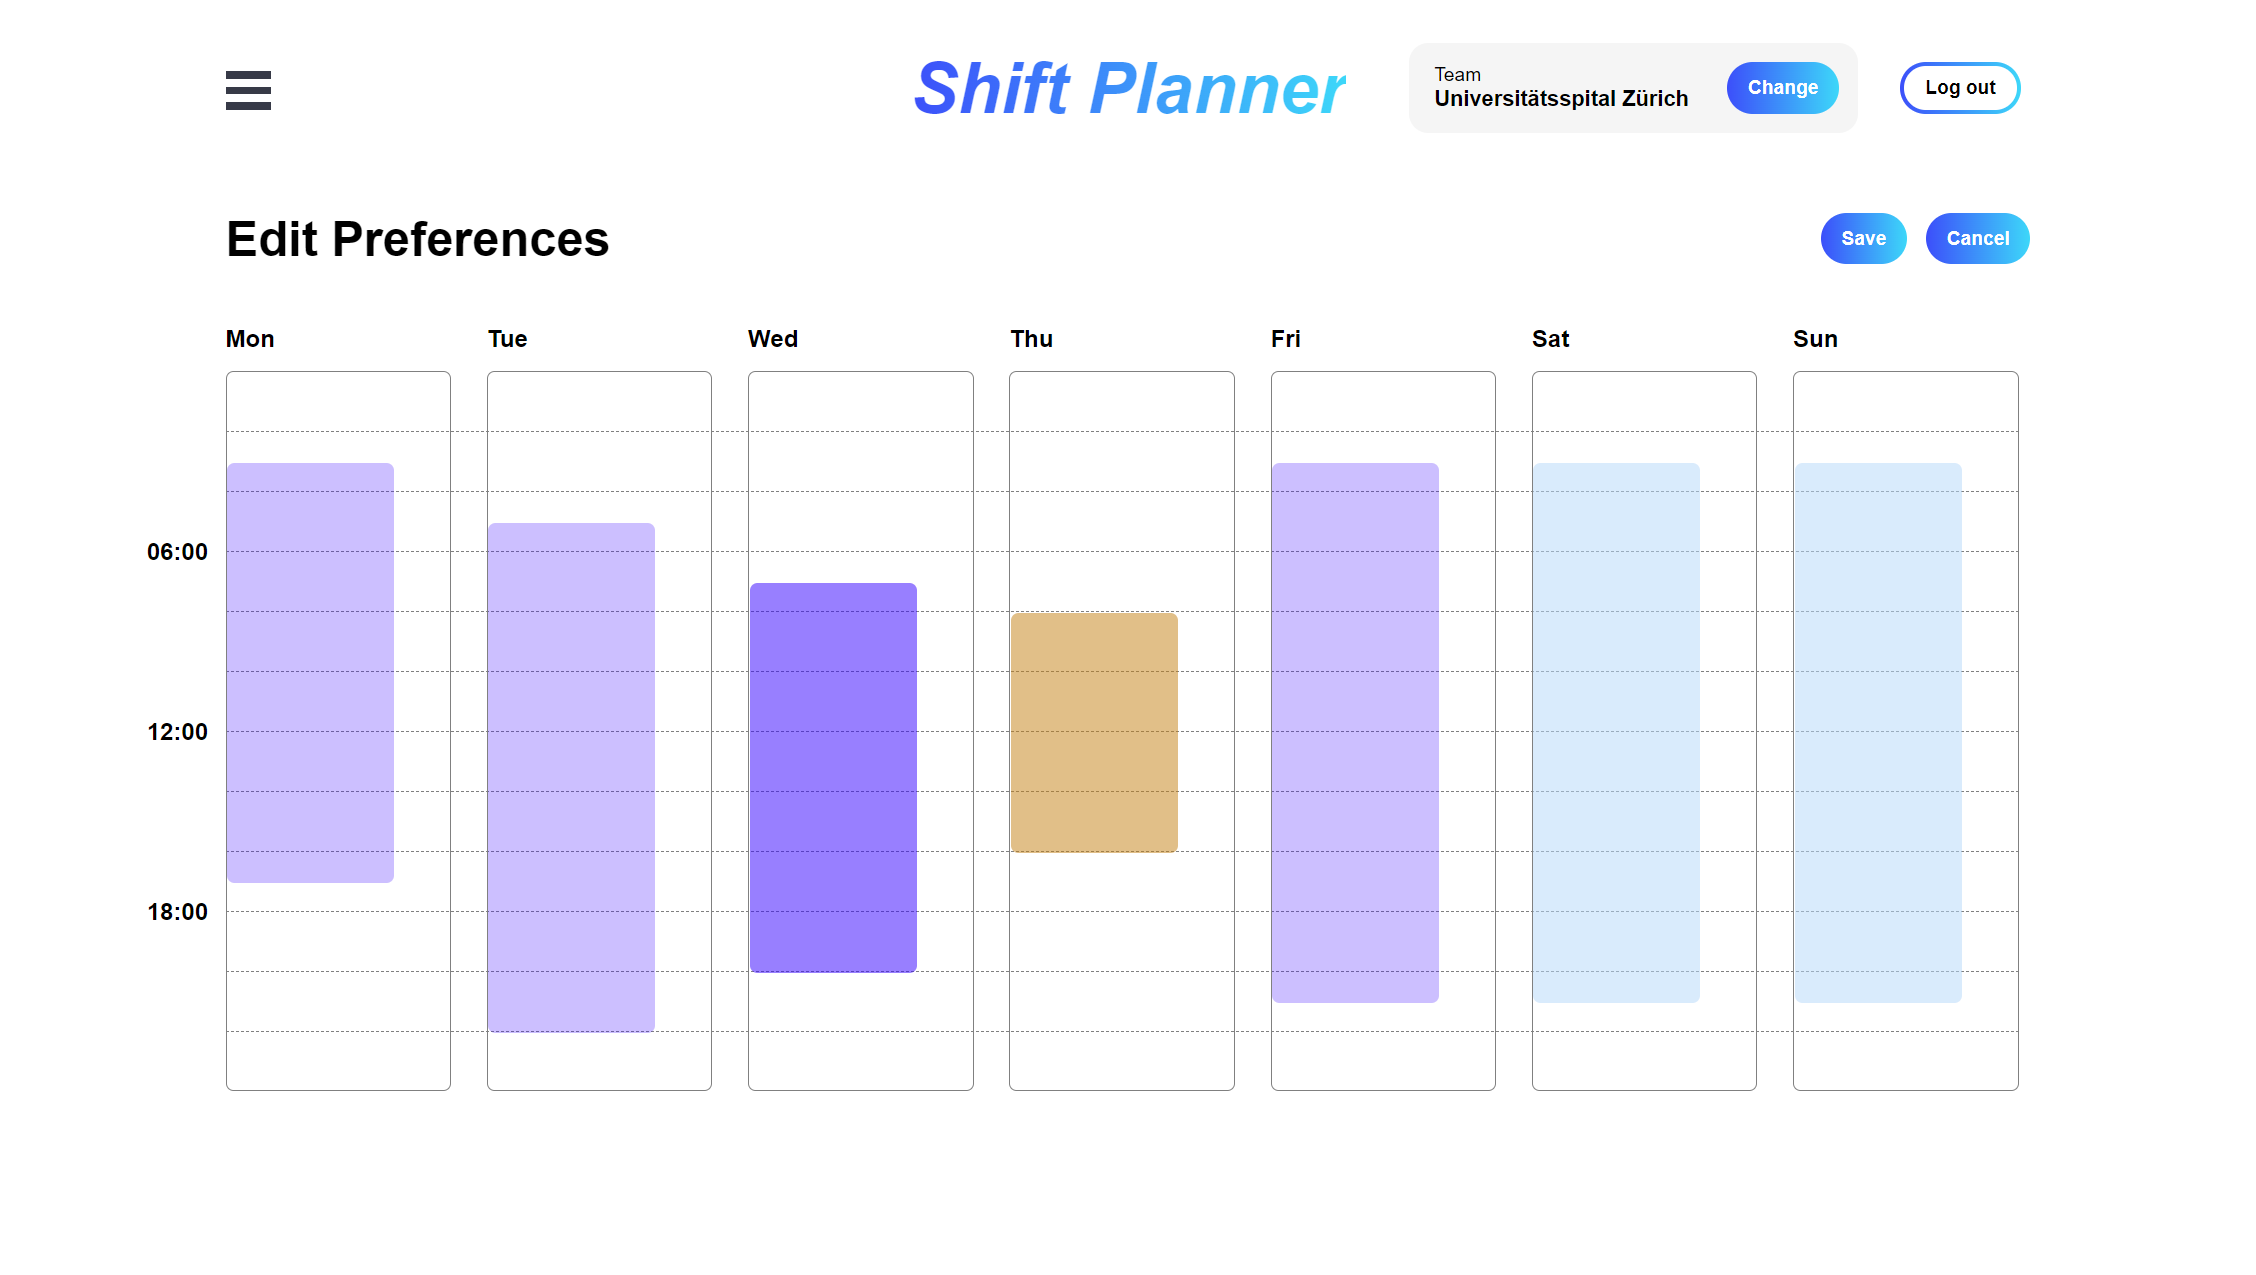 Shift Planner
Team
Universitätsspital Zürich
Change
Log out
Edit Preferences
Save
Cancel
Mon
Tue
Wed
Thu
Fri
Sat
Sun
06:00
12:00
18:00